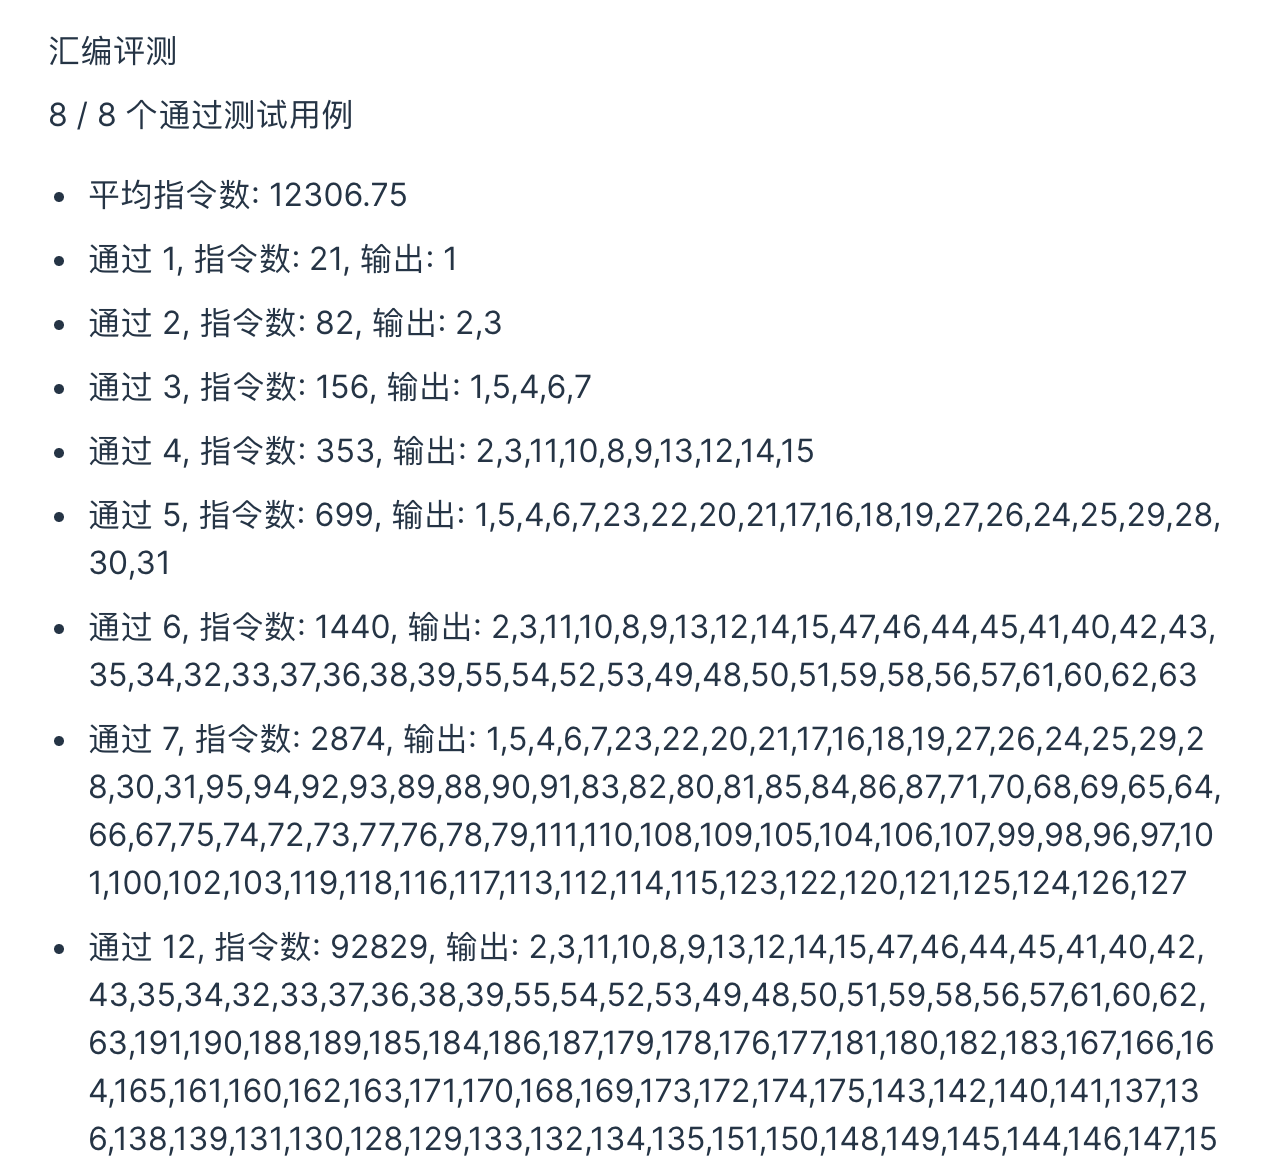 汇编评测
8 / 8 个通过测试用例
• 平均指令数: 12306.75
• 通过 1, 指令数: 21, 输出: 1
• 通过 2, 指令数: 82, 输出: 2,3
• 通过 3, 指令数: 156, 输出: 1,5,4,6,7
• 通过 4, 指令数: 353, 输出: 2,3,11,10,8,9,13,12,14,15
• 通过 5, 指令数: 699, 输出: 1,5,4,6,7,23,22,20,21,17,16,18,19,27,26,24,25,29,28,
30,31
• 通过 6, 指令数: 1440, 输出: 2,3,11,10,8,9,13,12,14,15,47,46,44,45,41,40,42,43,
35,34,32,33,37,36,38,39,55,54,52,53,49,48,50,51,59,58,56,57,61,60,62,63
• 通过 7, 指令数: 2874, 输出: 1,5,4,6,7,23,22,20,21,17,16,18,19,27,26,24,25,29,2
8,30,31,95,94,92,93,89,88,90,91,83,82,80,81,85,84,86,87,71,70,68,69,65,64,
66,67,75,74,72,73,77,76,78,79,111,110,108,109,105,104,106,107,99,98,96,97,10
1,100,102,103,119,118,116,117,113,112,114,115,123,122,120,121,125,124,126,127
• 通过 12, 指令数: 92829, 输出: 2,3,11,10,8,9,13,12,14,15,47,46,44,45,41,40,42,
43,35,34,32,33,37,36,38,39,55,54,52,53,49,48,50,51,59,58,56,57,61,60,62,
63,191,190,188,189,185,184,186,187,179,178,176,177,181,180,182,183,167,166,16
4,165,161,160,162,163,171,170,168,169,173,172,174,175,143,142,140,141,137,13
6,138,139,131,130,128,129,133,132,134,135,151,150,148,149,145,144,146,147,15